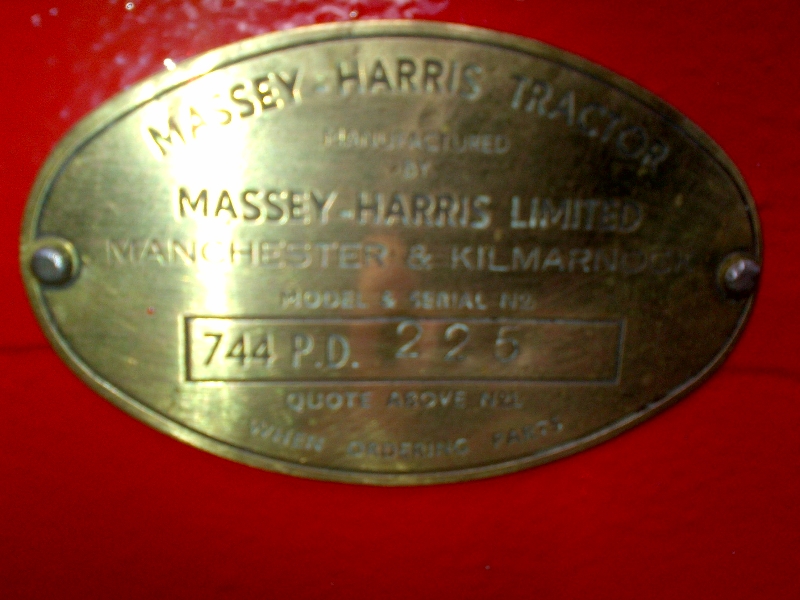 MASSEY-HARRIS TRACTOR
MANUFACTURED
BY
MASSEY-HARRIS LIMITED
MANCHESTER & KILMARNOCK
MODEL & SERIAL No.
744 P.D. 225
QUOTE ABOVE Nos.
WHEN ORDERING PARTS